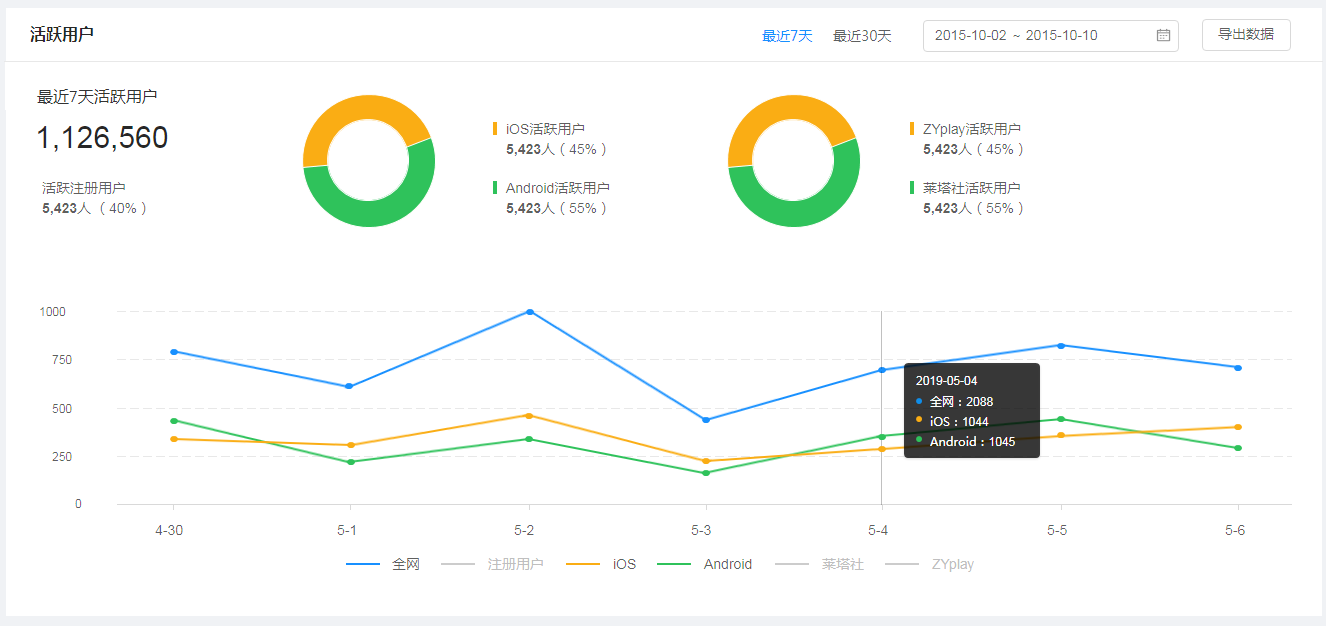 活跃用户
最近7天 最近30天 2015-10-02 ~ 2015-10-10 导出数据
最近7天活跃用户
1,126,560
活跃注册用户
5,423人（40%）
iOS活跃用户
5,423人（45%）
Android活跃用户
5,423人（55%）
ZYplay活跃用户
5,423人（45%）
莱塔社活跃用户
5,423人（55%）
1000
750
500
250
0
2019-05-04
全网：2088
iOS：1044
Android：1045
4-30 5-1 5-2 5-3 5-4 5-5 5-6
全网 注册用户 iOS Android 莱塔社 ZYplay